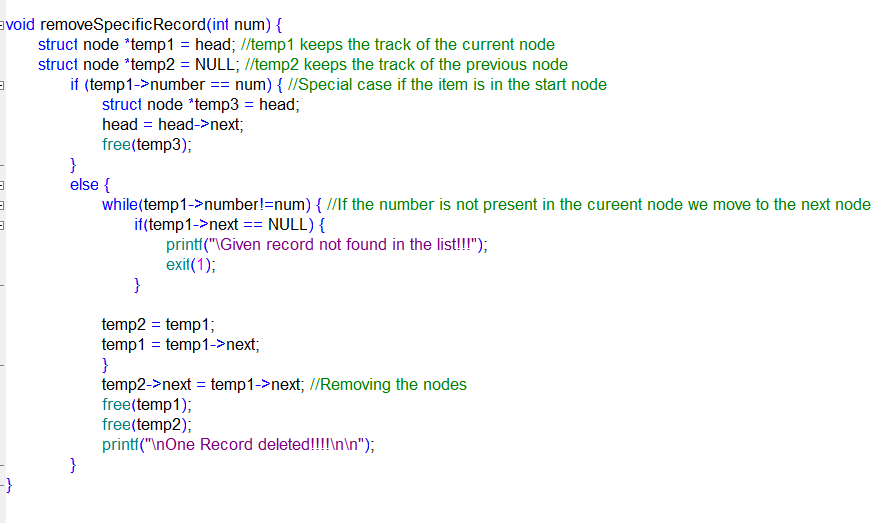 void removeSpecificRecord(int num) {
struct node *temp1 = head; //temp1 keeps the track of the current node
struct node *temp2 = NULL; //temp2 keeps the track of the previous node
if (temp1->number == num) { //Special case if the item is in the start node
struct node *temp3 = head;
head = head->next;
free(temp3);
}
else {
while(temp1->number!=num) { //If the number is not present in the cureent node we move to the next node
if(temp1->next == NULL) {
printf("\Given record not found in the list!!!");
exit(1);
}
temp2 = temp1;
temp1 = temp1->next;
}
temp2->next = temp1->next; //Removing the nodes
free(temp1);
free(temp2);
printf("\nOne Record deleted!!!!\n\n");
}
}